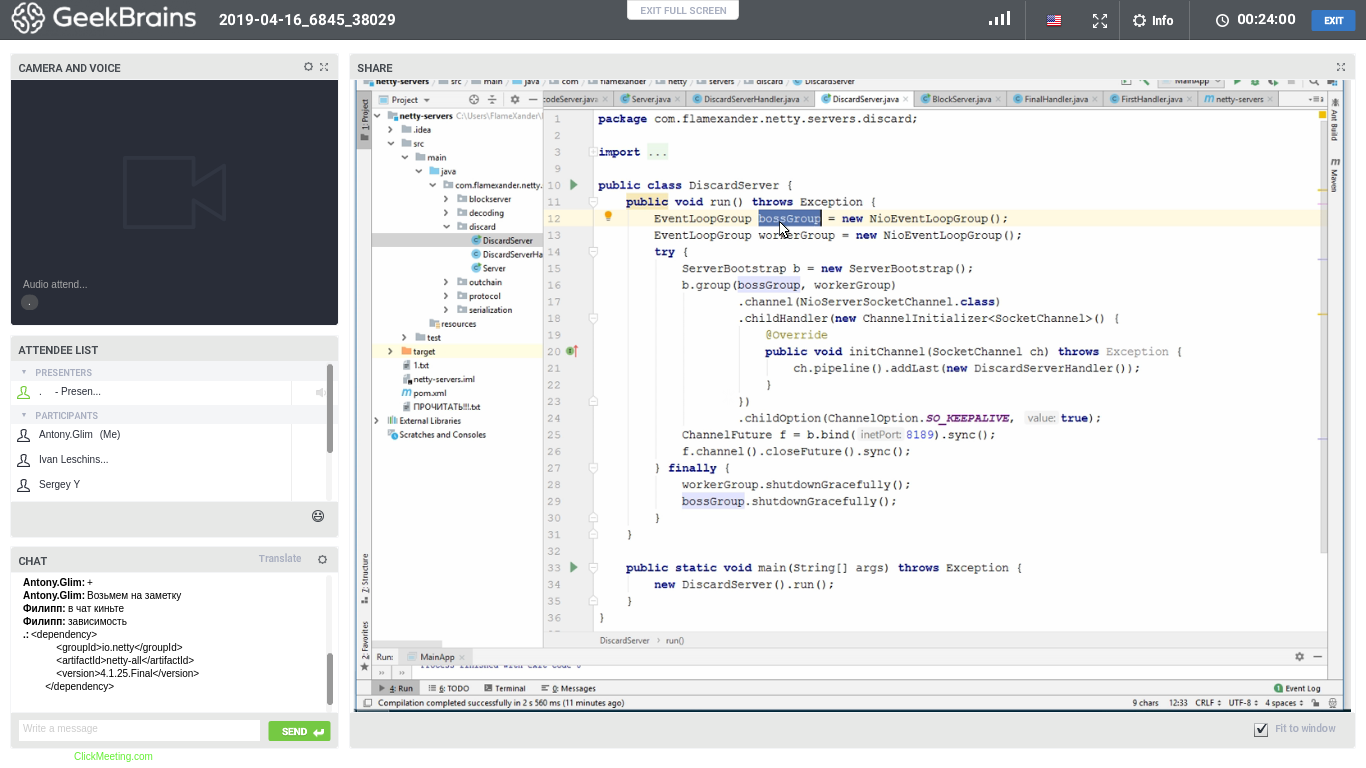 GeekBrains
2019-04-16_6845_38029
EXIT FULL SCREEN
Info
00:24:00
EXIT
CAMERA AND VOICE
Audio attend...
.
ATTENDEE LIST
PRESENTERS
. - Presen...
PARTICIPANTS
Antony.Glim (Me)
Ivan Leschins...
Sergey Y
CHAT
Translate
Antony.Glim: +
Antony.Glim: Возьмем на заметку
Филипп: в чат киньте
Филипп: зависимость
.: <dependency>
<groupId>io.netty</groupId>
<artifactId>netty-all</artifactId>
<version>4.1.25.Final</version>
</dependency>
Write a message
SEND
ClickMeeting.com
SHARE
netty-servers src main java com flamexander netty servers discard DiscardServer
MainApp
Project
codeServer.java Server.java DiscardServerHandler.java DiscardServer.java BlockServer.java FinalHandler.java FirstHandler.java netty-servers
1: Project
7: Structure
2: Favorites
Ant Build
Maven
netty-servers C:\Users\FlameXander\
.idea
src
main
java
com.flamexander.netty.
blockserver
decoding
discard
DiscardServer
DiscardServerHa
Server
outchain
protocol
serialization
resources
test
target
1.txt
netty-servers.iml
pom.xml
ПРОЧИТАТЬ!!!.txt
External Libraries
Scratches and Consoles
1 package com.flamexander.netty.servers.discard;
2
3 import ...
9
10 public class DiscardServer {
11 public void run() throws Exception {
12 EventLoopGroup bossGroup = new NioEventLoopGroup();
13 EventLoopGroup workerGroup = new NioEventLoopGroup();
14 try {
15 ServerBootstrap b = new ServerBootstrap();
16 b.group(bossGroup, workerGroup)
17 .channel(NioServerSocketChannel.class)
18 .childHandler(new ChannelInitializer<SocketChannel>() {
19 @Override
20 public void initChannel(SocketChannel ch) throws Exception {
21 ch.pipeline().addLast(new DiscardServerHandler());
22 }
23 })
24 .childOption(ChannelOption.SO_KEEPALIVE, value: true);
25 ChannelFuture f = b.bind( inetPort: 8189).sync();
26 f.channel().closeFuture().sync();
27 } finally {
28 workerGroup.shutdownGracefully();
29 bossGroup.shutdownGracefully();
30 }
31 }
32
33 public static void main(String[] args) throws Exception {
34 new DiscardServer().run();
35 }
36 }
DiscardServer › run()
Run: MainApp
Process finished with exit code 0
4: Run 6: TODO Terminal 0: Messages Event Log
Compilation completed successfully in 2 s 560 ms (11 minutes ago) 9 chars 12:33 CRLF UTF-8 4 spaces
Fit to window